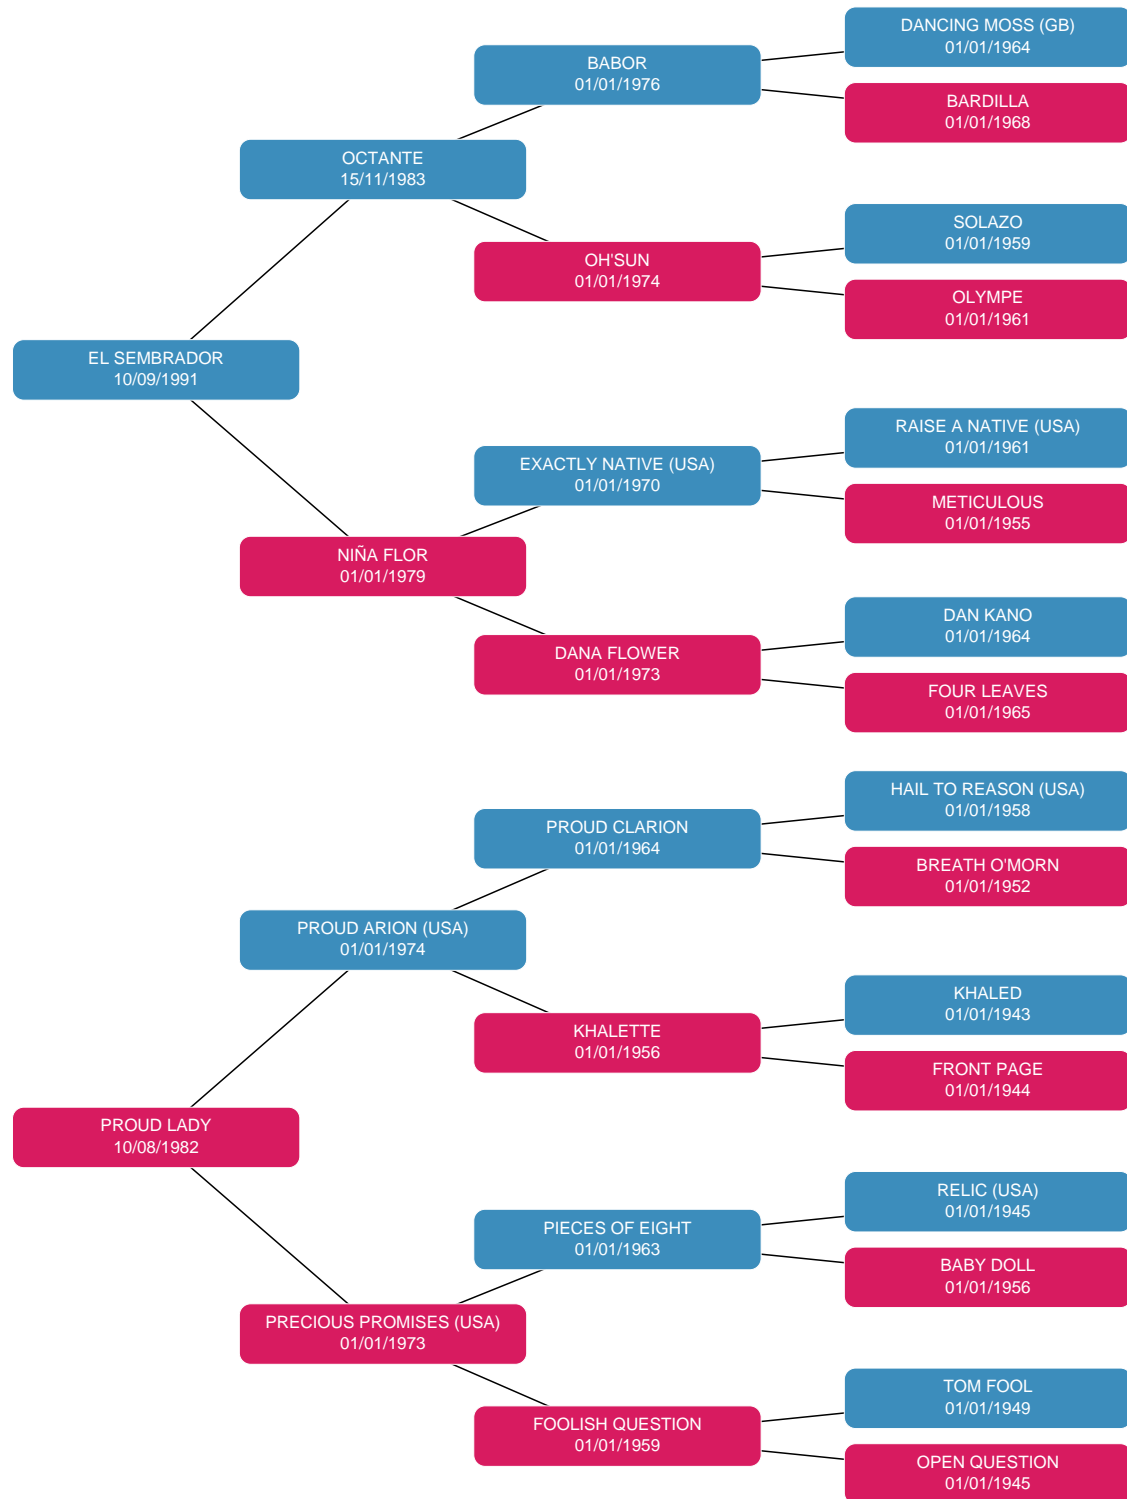 DANCING MOSS (GB)
01/01/1964
BABOR
01/01/1976
BARDILLA
01/01/1968
OCTANTE
15/11/1983
SOLAZO
01/01/1959
OH'SUN
01/01/1974
OLYMPE
01/01/1961
EL SEMBRADOR
10/09/1991
RAISE A NATIVE (USA)
01/01/1961
EXACTLY NATIVE (USA)
01/01/1970
METICULOUS
01/01/1955
NIÑA FLOR
01/01/1979
DAN KANO
01/01/1964
DANA FLOWER
01/01/1973
FOUR LEAVES
01/01/1965
HAIL TO REASON (USA)
01/01/1958
PROUD CLARION
01/01/1964
BREATH O'MORN
01/01/1952
PROUD ARION (USA)
01/01/1974
KHALED
01/01/1943
KHALETTE
01/01/1956
FRONT PAGE
01/01/1944
PROUD LADY
10/08/1982
RELIC (USA)
01/01/1945
PIECES OF EIGHT
01/01/1963
BABY DOLL
01/01/1956
PRECIOUS PROMISES (USA)
01/01/1973
TOM FOOL
01/01/1949
FOOLISH QUESTION
01/01/1959
OPEN QUESTION
01/01/1945